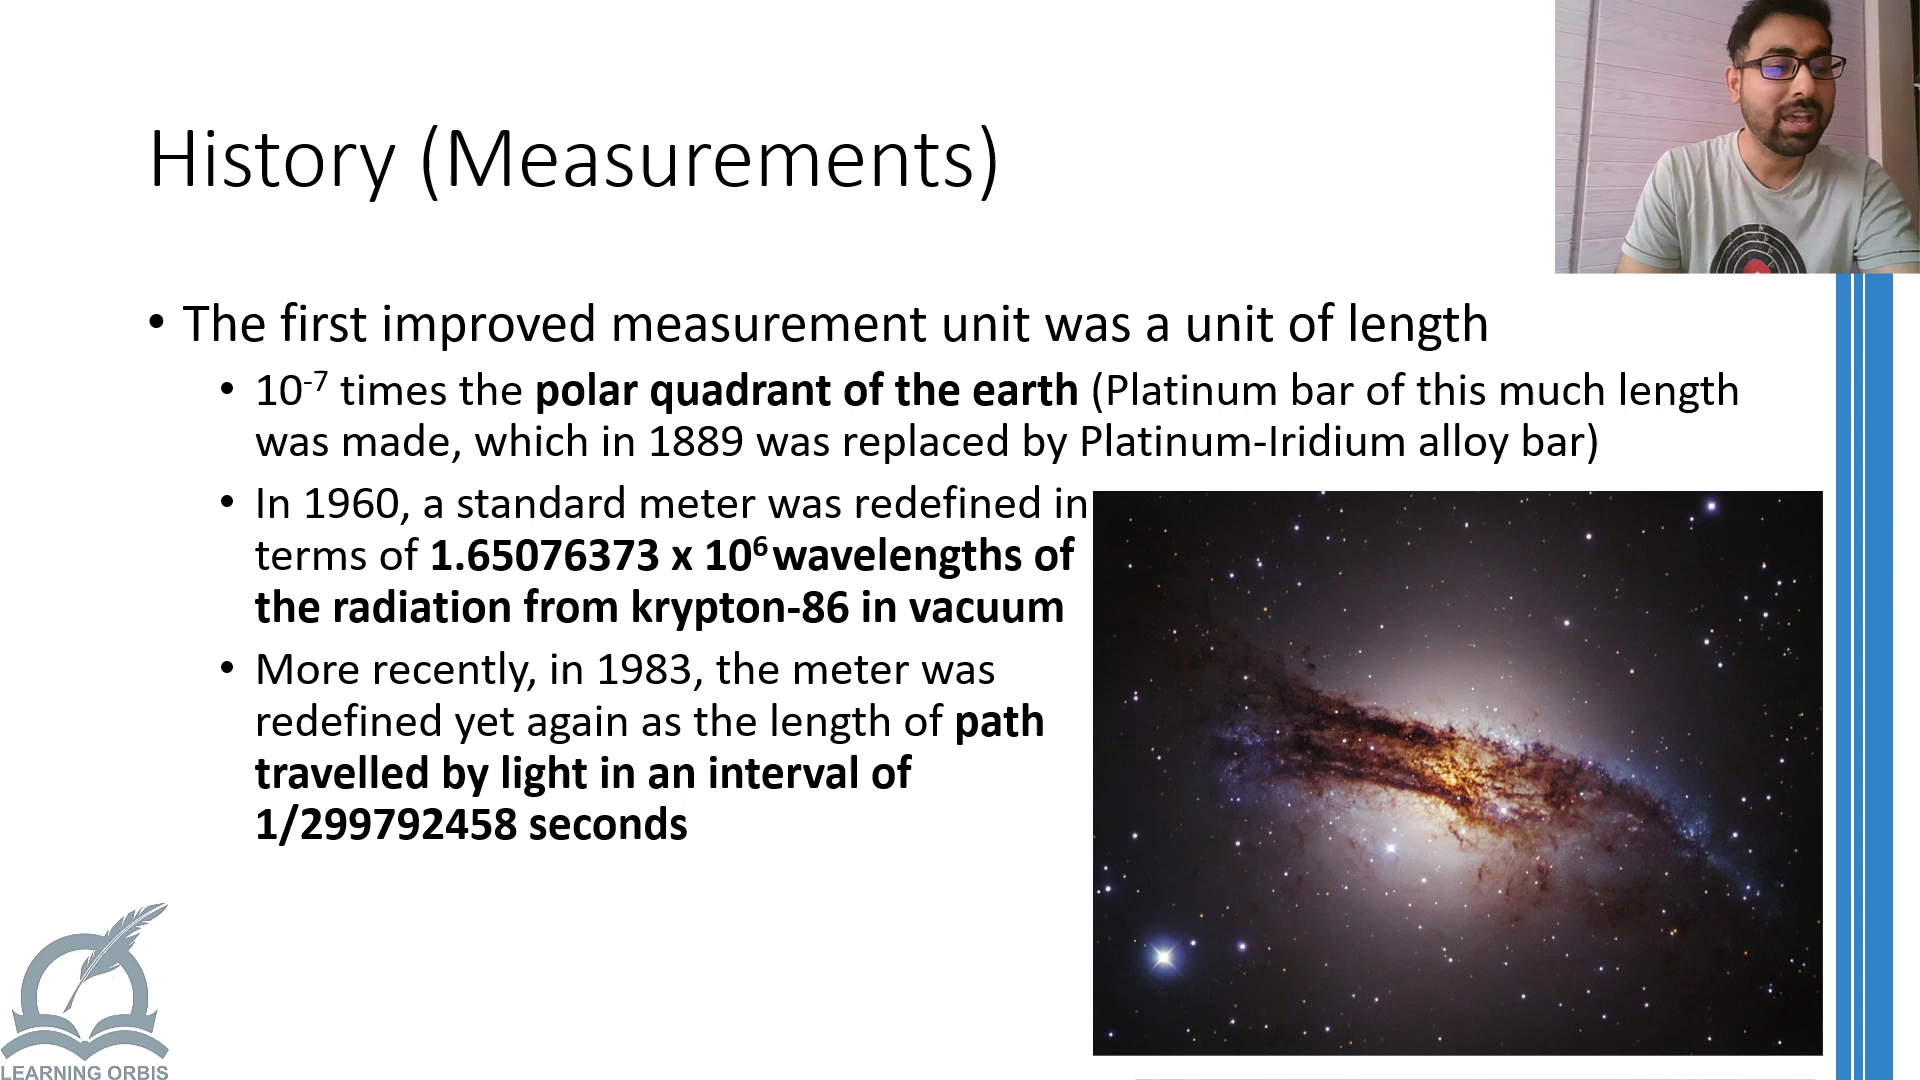 History (Measurements)
• The first improved measurement unit was a unit of length
• 10⁻⁷ times the polar quadrant of the earth (Platinum bar of this much length
was made, which in 1889 was replaced by Platinum-Iridium alloy bar)
• In 1960, a standard meter was redefined in
terms of 1.65076373 x 10⁶ wavelengths of
the radiation from krypton-86 in vacuum
• More recently, in 1983, the meter was
redefined yet again as the length of path
travelled by light in an interval of
1/299792458 seconds
LEARNING ORBIS